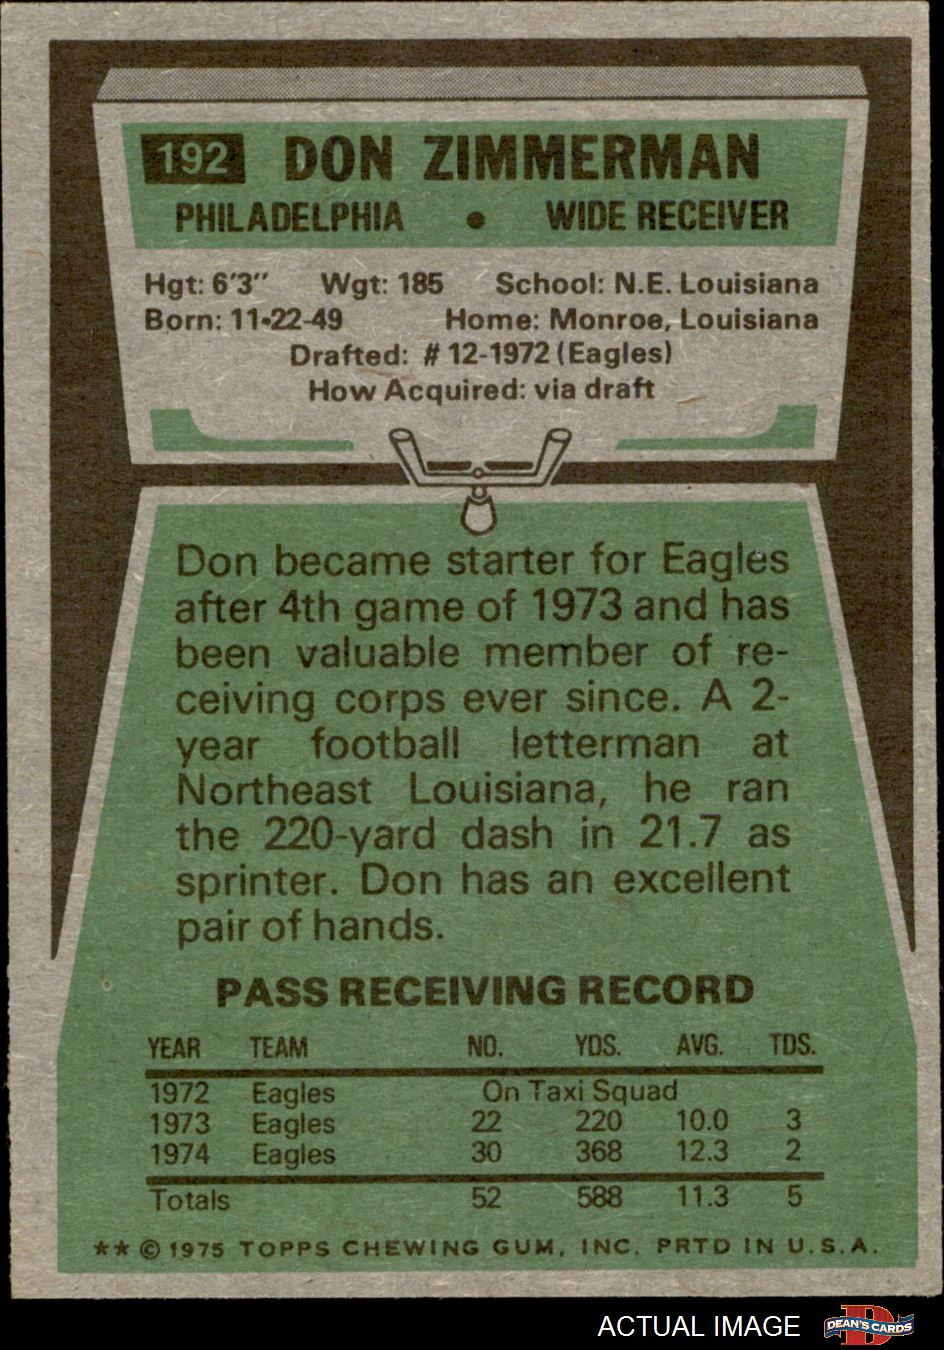 192 DON ZIMMERMAN
PHILADELPHIA • WIDE RECEIVER
Hgt: 6'3" Wgt: 185 School: N.E. Louisiana
Born: 11-22-49 Home: Monroe, Louisiana
Drafted: #12-1972 (Eagles)
How Acquired: via draft
Don became starter for Eagles
after 4th game of 1973 and has
been valuable member of re-
ceiving corps ever since. A 2-
year football letterman at
Northeast Louisiana, he ran
the 220-yard dash in 21.7 as
sprinter. Don has an excellent
pair of hands.
PASS RECEIVING RECORD
YEAR TEAM NO. YDS. AVG. TDS.
1972 Eagles On Taxi Squad
1973 Eagles 22 220 10.0 3
1974 Eagles 30 368 12.3 2
Totals 52 588 11.3 5
** © 1975 TOPPS CHEWING GUM, INC. PRTD IN U.S.A.
ACTUAL IMAGE DEAN'S CARDS